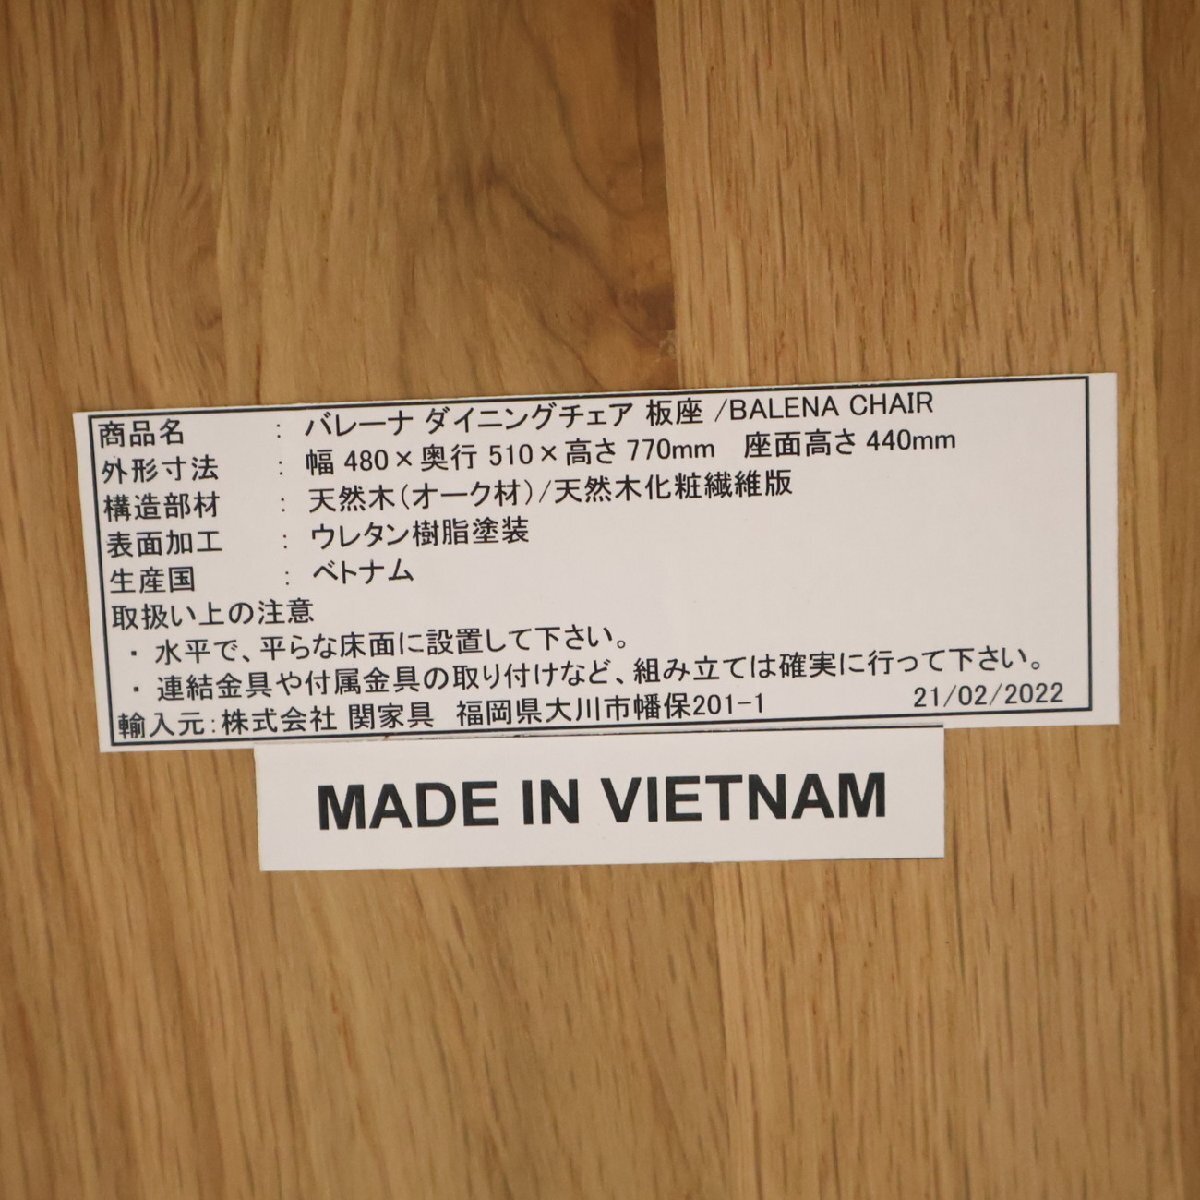 商品名 : バレーナ ダイニングチェア 板座 /BALENA CHAIR
外形寸法 : 幅 480×奥行 510×高さ 770mm 座面高さ 440mm
構造部材 : 天然木(オーク材)/天然木化粧繊維版
表面加工 : ウレタン樹脂塗装
生産国 : ベトナム
取扱い上の注意
・水平で、平らな床面に設置して下さい。
・連結金具や付属金具の取り付けなど、組み立ては確実に行って下さい。
輸入元:株式会社 関家具 福岡県大川市幡保201-1 21/02/2022
MADE IN VIETNAM